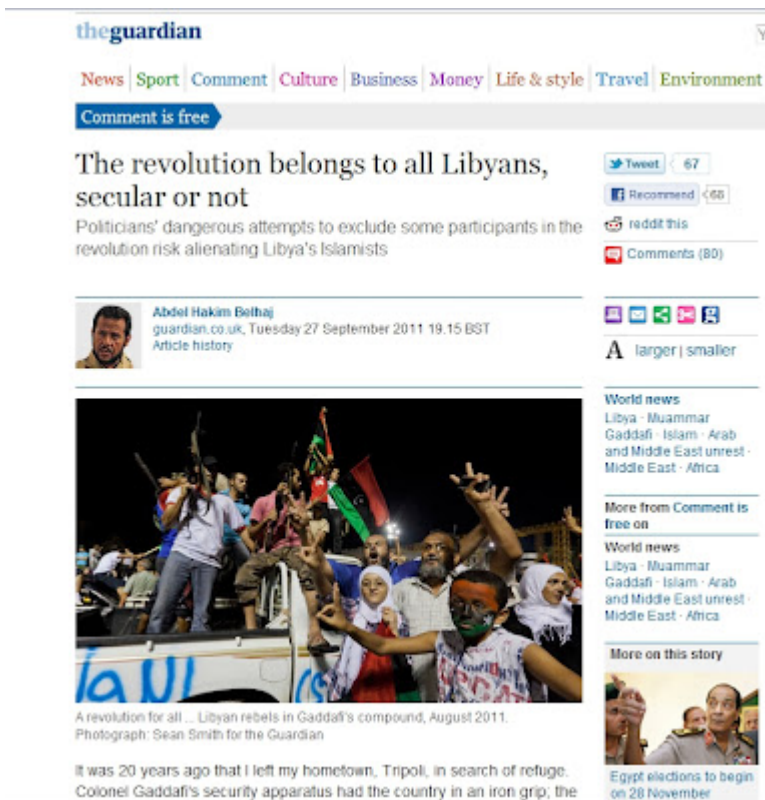 theguardian
News Sport Comment Culture Business Money Life & style Travel Environment
Comment is free
The revolution belongs to all Libyans,
secular or not
Politicians' dangerous attempts to exclude some participants in the
revolution risk alienating Libya's Islamists
Abdel Hakim Belhaj
guardian.co.uk, Tuesday 27 September 2011 19.15 BST
Article history
A revolution for all ... Libyan rebels in Gaddafi's compound, August 2011.
Photograph: Sean Smith for the Guardian
It was 20 years ago that I left my hometown, Tripoli, in search of refuge.
Colonel Gaddafi's security apparatus had the country in an iron grip; the
Tweet 67
Recommend 68
reddit this
Comments (80)
A larger | smaller
World news
Libya · Muammar
Gaddafi · Islam · Arab
and Middle East unrest ·
Middle East · Africa
More from Comment is
free on
World news
Libya · Muammar
Gaddafi · Islam · Arab
and Middle East unrest ·
Middle East · Africa
More on this story
Egypt elections to begin
on 28 November